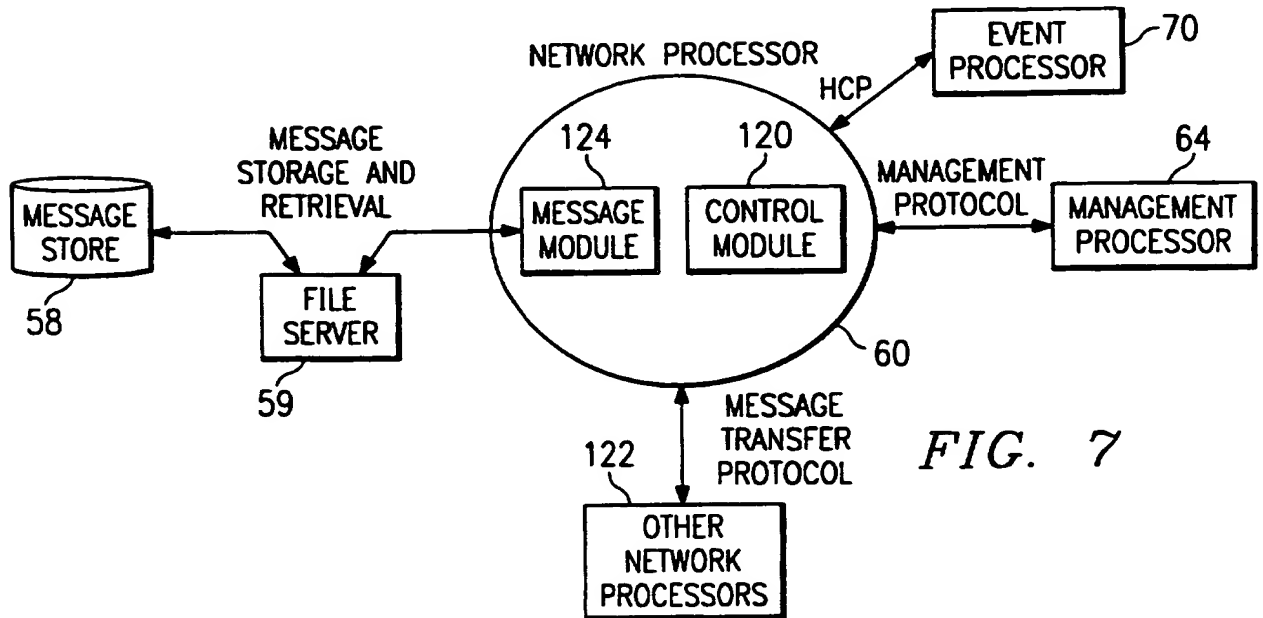 NETWORK PROCESSOR
HCP
EVENT
PROCESSOR
70
MESSAGE
STORAGE AND
RETRIEVAL
124
120
64
MESSAGE
STORE
58
FILE
SERVER
59
MESSAGE
MODULE
CONTROL
MODULE
MANAGEMENT
PROTOCOL
MANAGEMENT
PROCESSOR
60
MESSAGE
TRANSFER
PROTOCOL
122
OTHER
NETWORK
PROCESSORS
FIG. 7